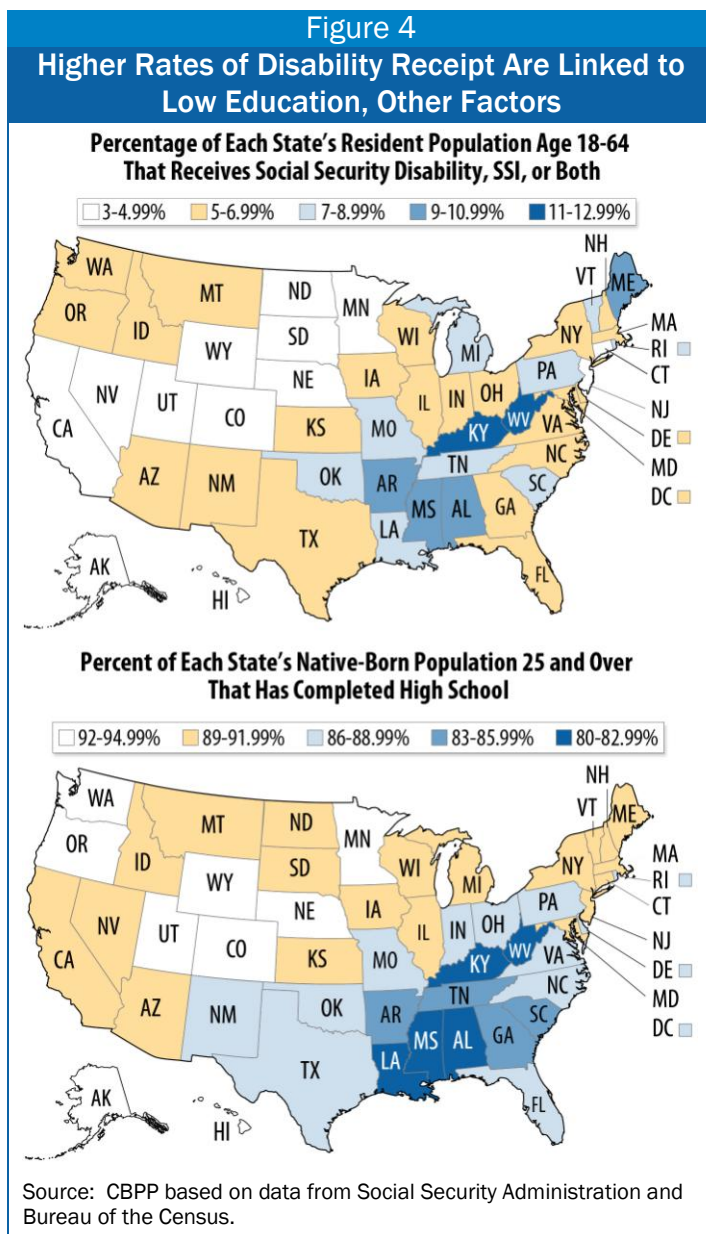 Figure 4
Higher Rates of Disability Receipt Are Linked to
Low Education, Other Factors
Percentage of Each State's Resident Population Age 18-64
That Receives Social Security Disability, SSI, or Both
3-4.99% 5-6.99% 7-8.99% 9-10.99% 11-12.99%
NH
WA MT ND MN VT ME
OR ID SD WI NY MA
WY MI RI
NE IA PA CT
NV UT CO IL IN OH NJ
CA KS MO KY WV VA DE
NC MD
AZ NM OK AR TN SC DC
MS AL GA
TX LA
AK FL
HI
Percent of Each State's Native-Born Population 25 and Over
That Has Completed High School
92-94.99% 89-91.99% 86-88.99% 83-85.99% 80-82.99%
NH
WA MT ND MN VT ME
OR ID SD WI NY MA
WY MI RI
NE IA PA CT
NV UT CO IL IN OH NJ
CA KS MO KY WV VA DE
NC MD
AZ NM OK AR TN SC DC
MS AL GA
TX LA
AK FL
HI
Source: CBPP based on data from Social Security Administration and
Bureau of the Census.